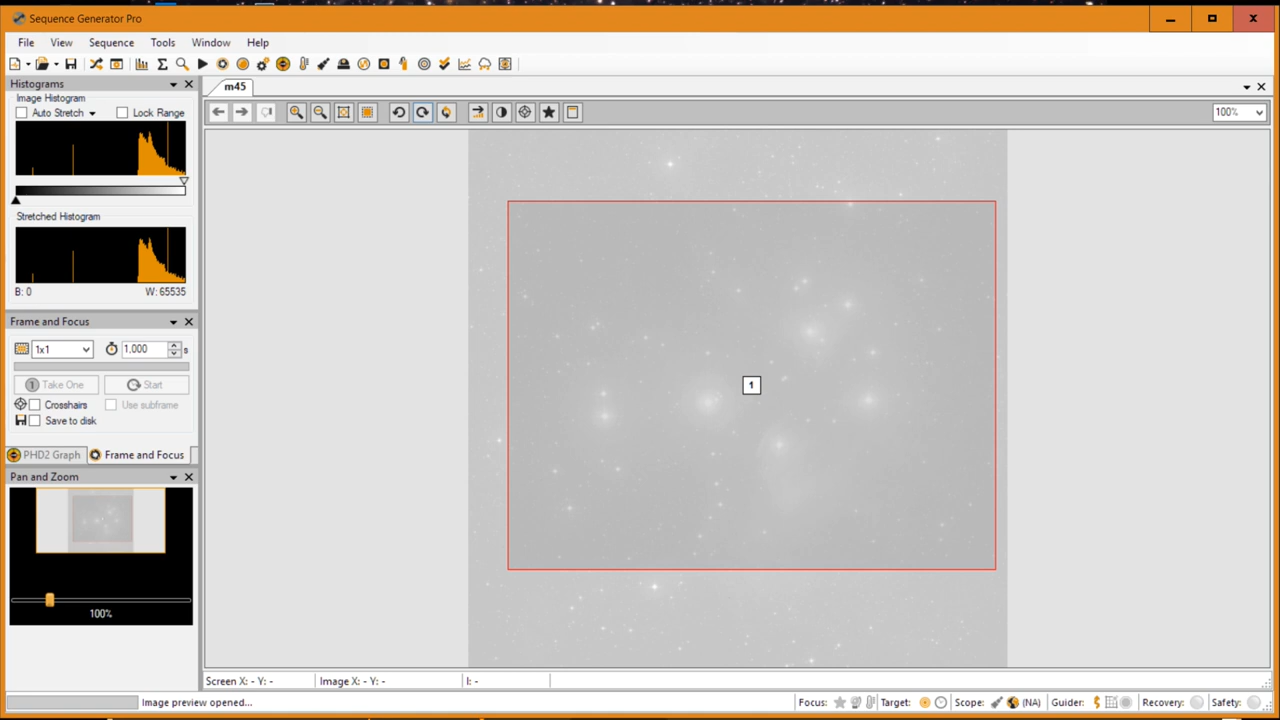 Sequence Generator Pro
File View Sequence Tools Window Help
Histograms
m45
Image Histogram
Auto Stretch Lock Range
100%
Stretched Histogram
B: 0 W: 65535
Frame and Focus
1x1 1.000 s
1 Take One Start
Crosshairs Use subframe
Save to disk
1
PHD2 Graph Frame and Focus
Pan and Zoom
100%
Screen X: - Y: - Image X: - Y: - I: -
Image preview opened... Focus: Target: Scope: (NA) Guider: Recovery: Safety: